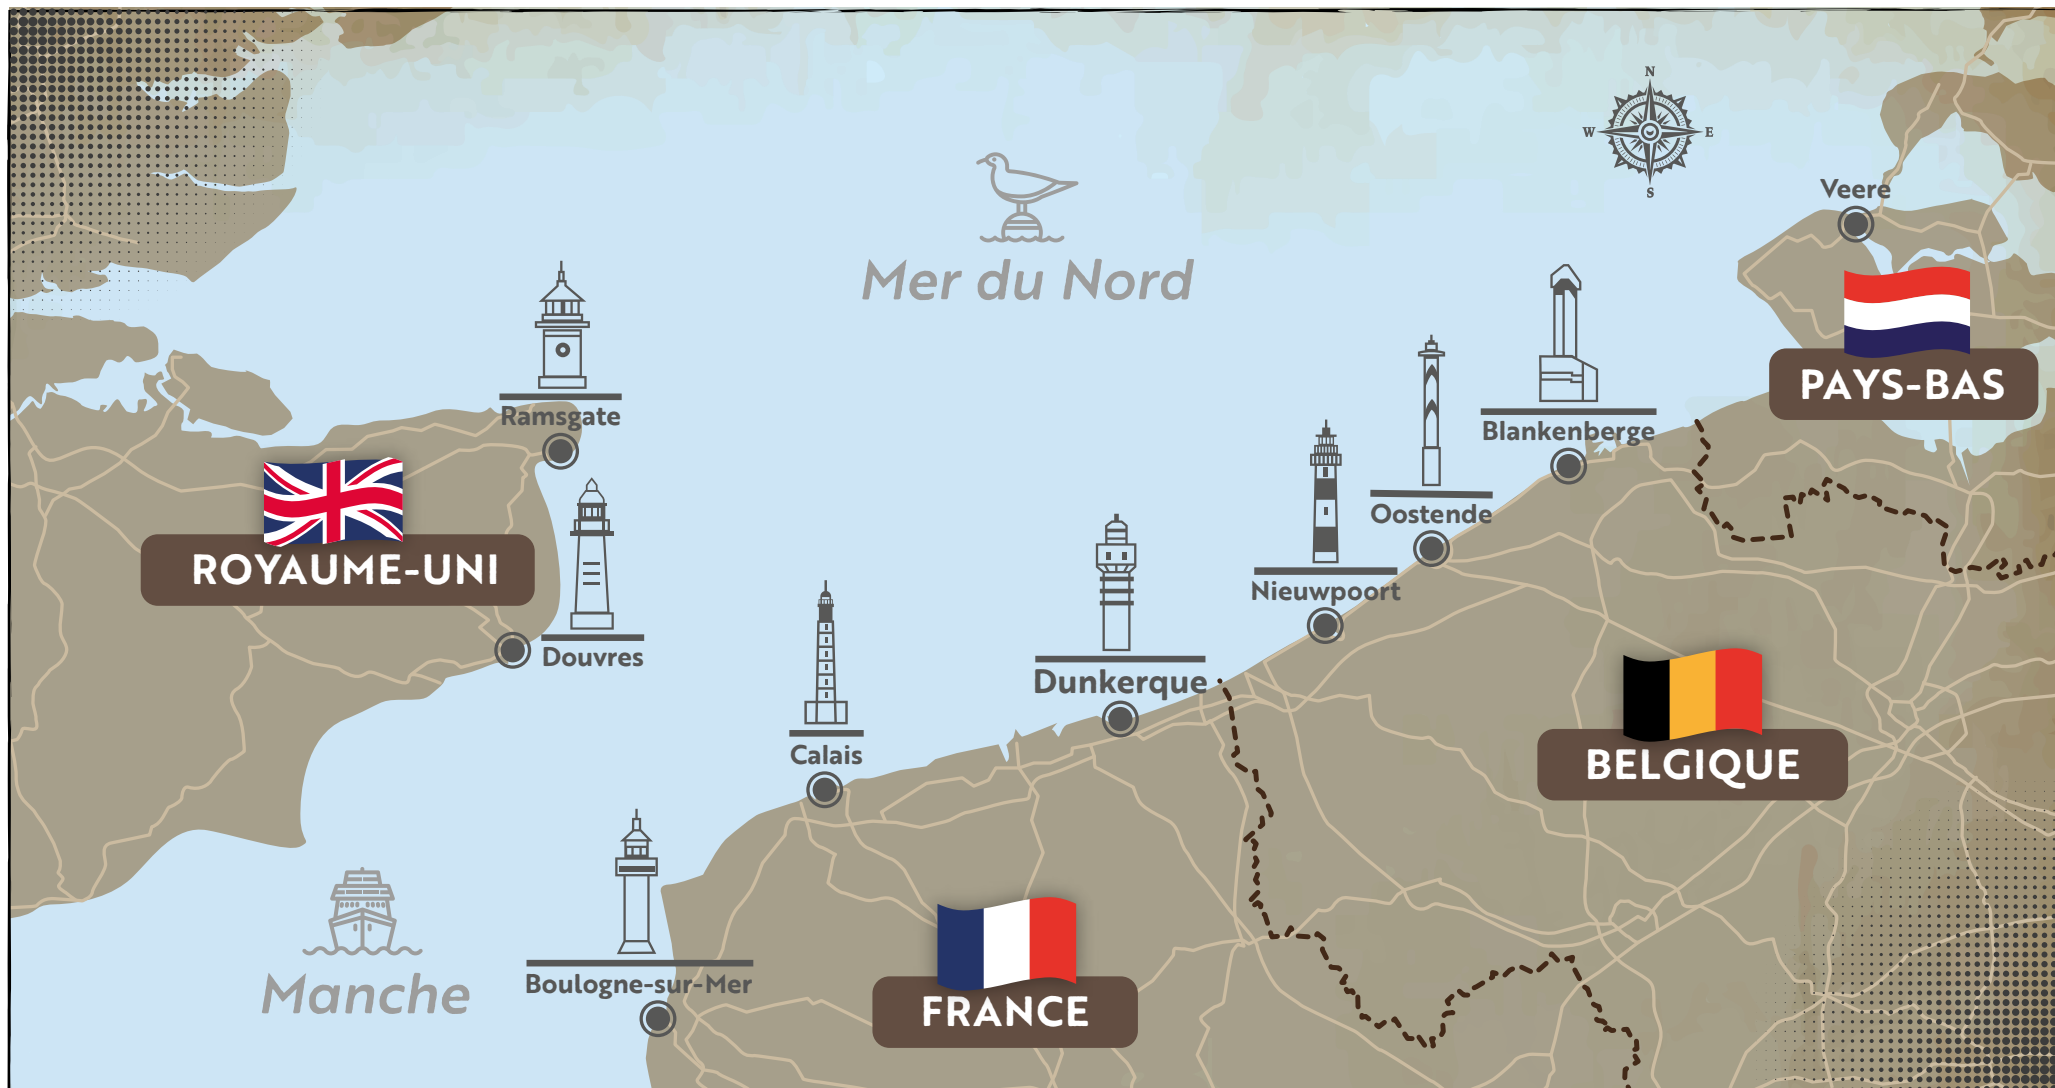 N
W
E
S
Veere
Mer du Nord
PAYS-BAS
Ramsgate
Blankenberge
Oostende
ROYAUME-UNI
Nieuwpoort
Douvres
Dunkerque
Calais
BELGIQUE
Boulogne-sur-Mer
Manche
FRANCE